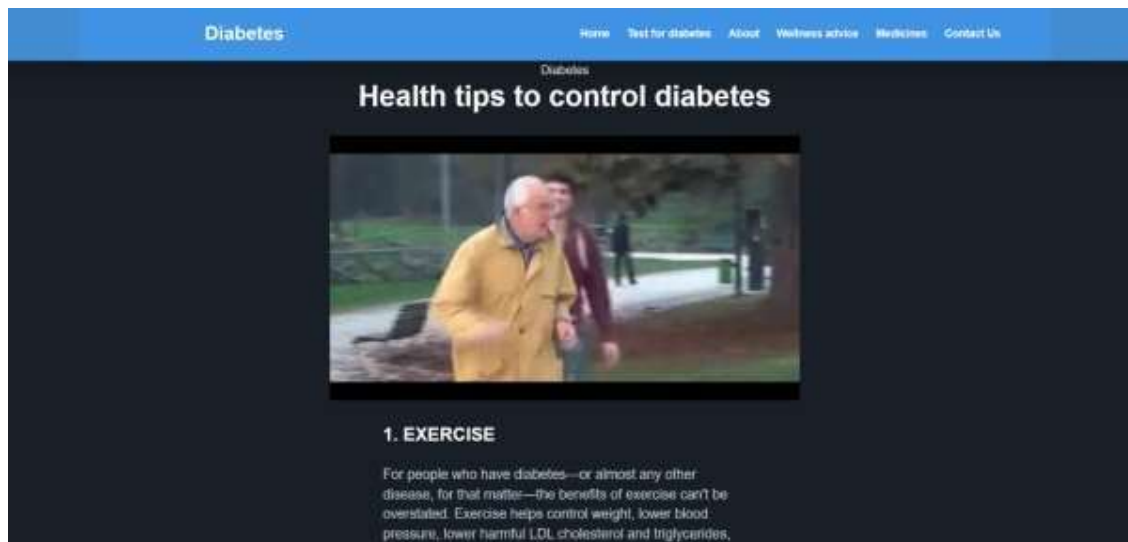 Diabetes
Home Test for diabetes About Wellness advice Medicines Contact Us
Diabetes
Health tips to control diabetes
1. EXERCISE
For people who have diabetes—or almost any other
disease, for that matter—the benefits of exercise can't be
overstated. Exercise helps control weight, lower blood
pressure, lower harmful LDL cholesterol and triglycerides,